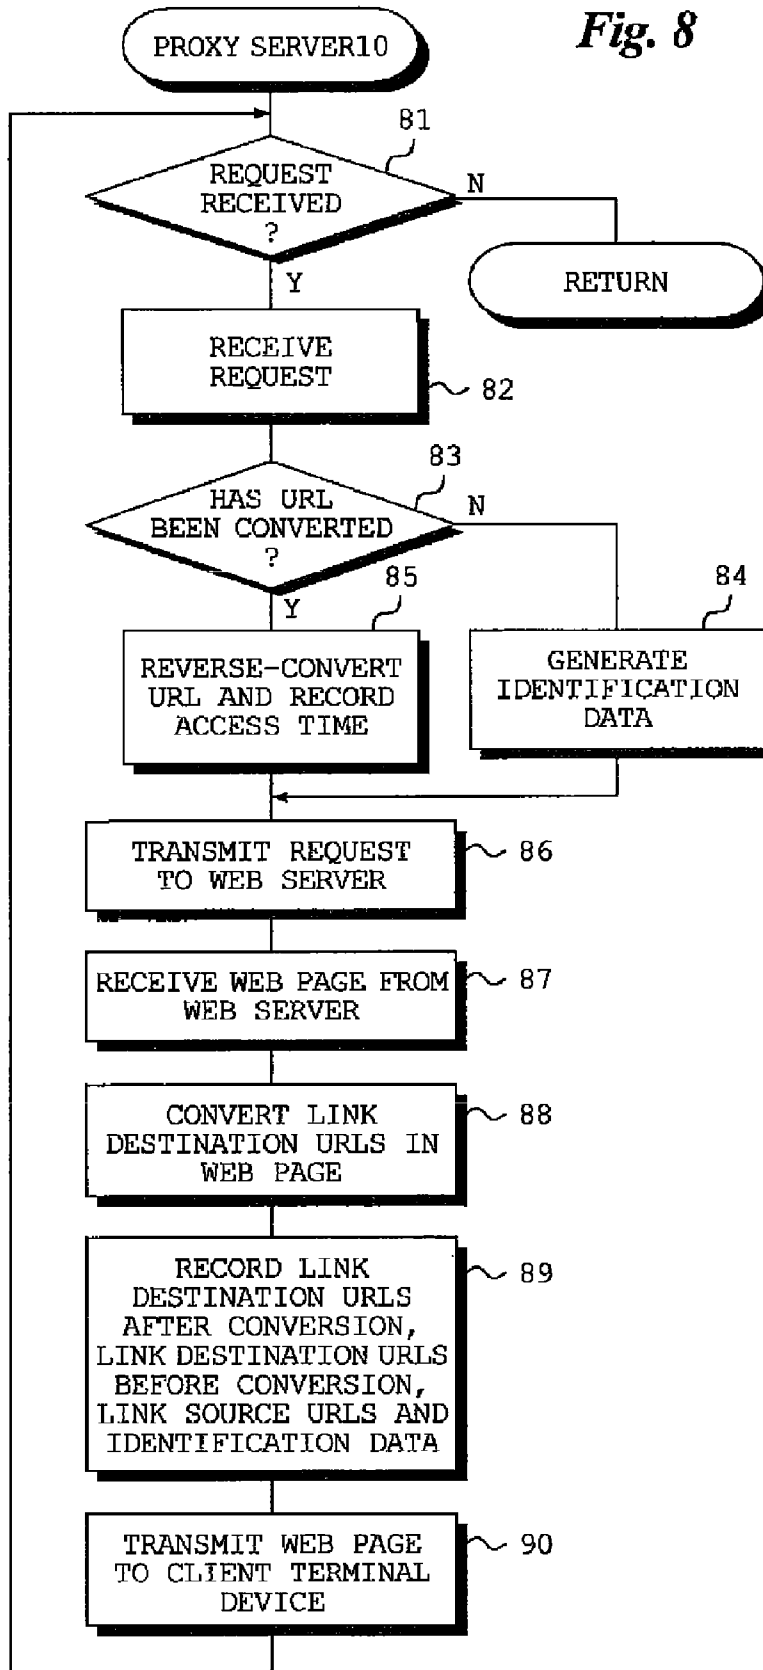 Fig. 8
PROXY SERVER10
81
REQUEST
RECEIVED
?
N
Y
RETURN
RECEIVE
REQUEST
82
83
HAS URL
BEEN CONVERTED
?
N
Y
85
84
REVERSE-CONVERT
URL AND RECORD
ACCESS TIME
GENERATE
IDENTIFICATION
DATA
TRANSMIT REQUEST
TO WEB SERVER
86
RECEIVE WEB PAGE FROM
WEB SERVER
87
CONVERT LINK
DESTINATION URLS IN
WEB PAGE
88
RECORD LINK
DESTINATION URLS
AFTER CONVERSION,
LINK DESTINATION URLS
BEFORE CONVERSION,
LINK SOURCE URLS AND
IDENTIFICATION DATA
89
TRANSMIT WEB PAGE
TO CLIENT TERMINAL
DEVICE
90